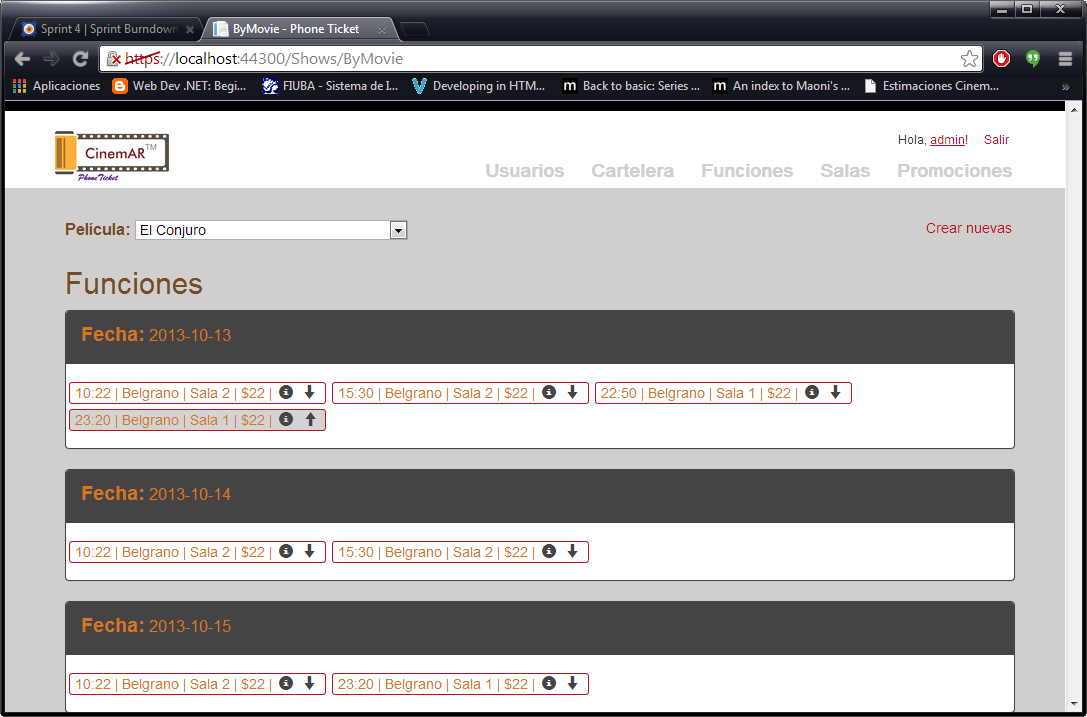 Sprint 4 | Sprint Burndown
ByMovie - Phone Ticket
https://localhost:44300/Shows/ByMovie
Aplicaciones Web Dev .NET: Begi... FIUBA - Sistema de I... Developing in HTM... Back to basic: Series ... An index to Maoni's ... Estimaciones Cinem... »
CinemAR™
PhoneTicket
Hola, admin! Salir
Usuarios Cartelera Funciones Salas Promociones
Película: El Conjuro
Crear nuevas
Funciones
Fecha: 2013-10-13
10:22 | Belgrano | Sala 2 | $22 | 15:30 | Belgrano | Sala 2 | $22 | 22:50 | Belgrano | Sala 1 | $22 |
23:20 | Belgrano | Sala 1 | $22 |
Fecha: 2013-10-14
10:22 | Belgrano | Sala 2 | $22 | 15:30 | Belgrano | Sala 2 | $22 |
Fecha: 2013-10-15
10:22 | Belgrano | Sala 2 | $22 | 23:20 | Belgrano | Sala 1 | $22 |